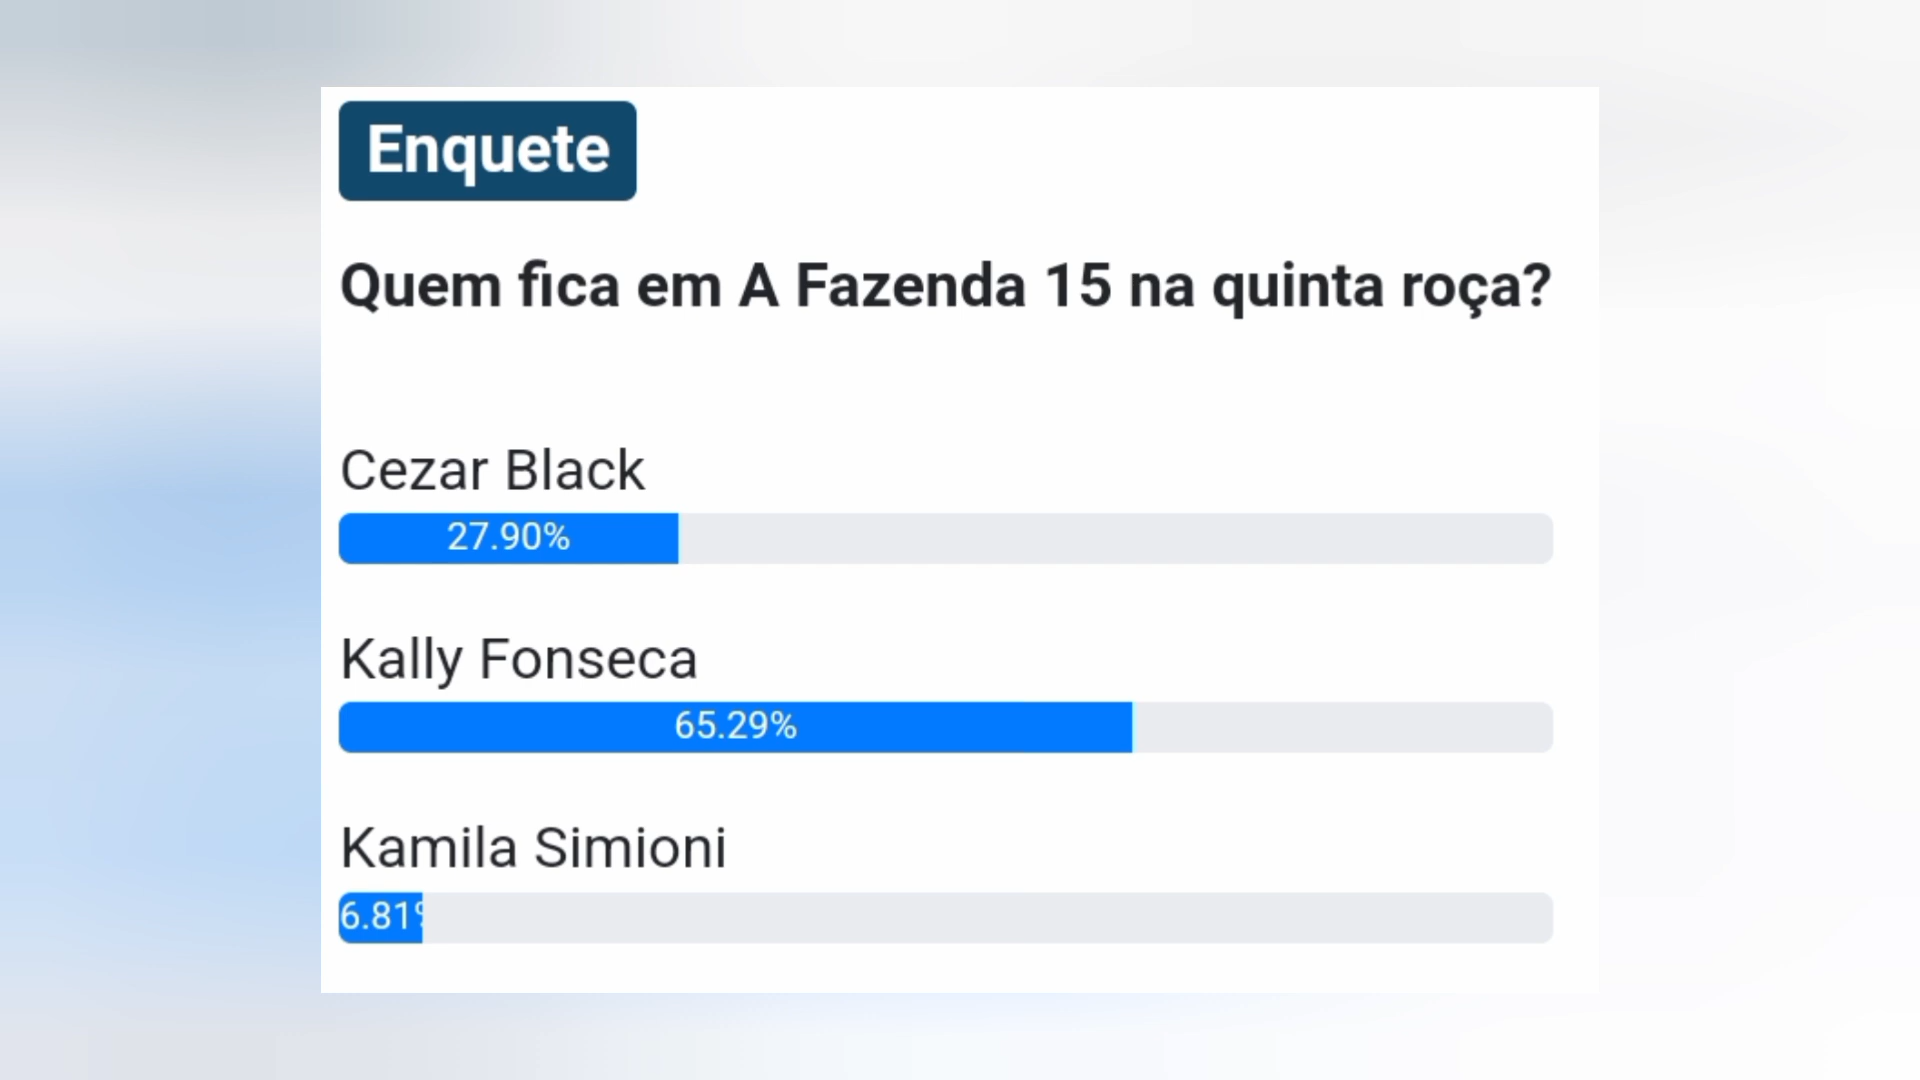 Enquete
Quem fica em A Fazenda 15 na quinta roça?
Cezar Black
27.90%
Kally Fonseca
65.29%
Kamila Simioni
6.81%